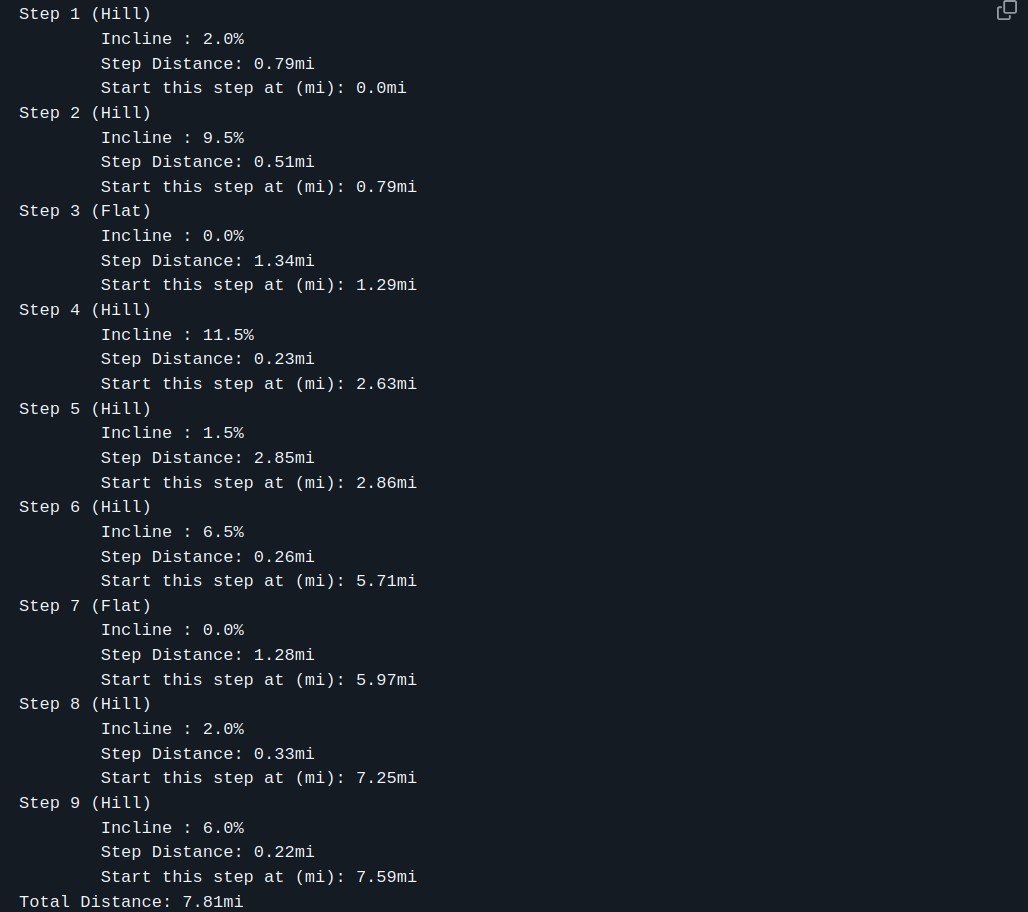 Step 1 (Hill)
        Incline : 2.0%
        Step Distance: 0.79mi
        Start this step at (mi): 0.0mi
Step 2 (Hill)
        Incline : 9.5%
        Step Distance: 0.51mi
        Start this step at (mi): 0.79mi
Step 3 (Flat)
        Incline : 0.0%
        Step Distance: 1.34mi
        Start this step at (mi): 1.29mi
Step 4 (Hill)
        Incline : 11.5%
        Step Distance: 0.23mi
        Start this step at (mi): 2.63mi
Step 5 (Hill)
        Incline : 1.5%
        Step Distance: 2.85mi
        Start this step at (mi): 2.86mi
Step 6 (Hill)
        Incline : 6.5%
        Step Distance: 0.26mi
        Start this step at (mi): 5.71mi
Step 7 (Flat)
        Incline : 0.0%
        Step Distance: 1.28mi
        Start this step at (mi): 5.97mi
Step 8 (Hill)
        Incline : 2.0%
        Step Distance: 0.33mi
        Start this step at (mi): 7.25mi
Step 9 (Hill)
        Incline : 6.0%
        Step Distance: 0.22mi
        Start this step at (mi): 7.59mi
Total Distance: 7.81mi